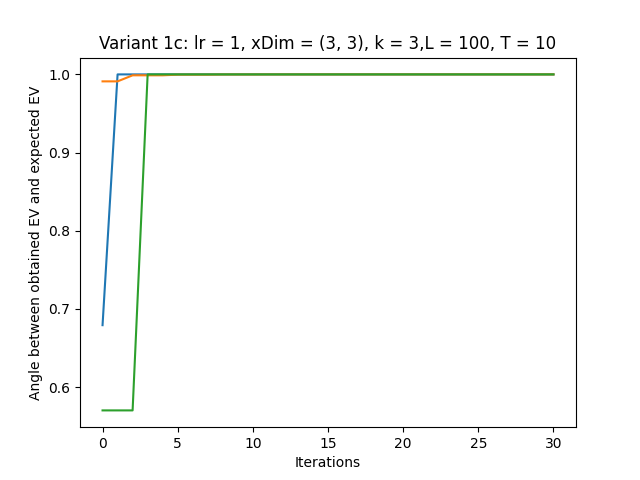 Variant 1c: lr = 1, xDim = (3, 3), k = 3,L = 100, T = 10
Angle between obtained EV and expected EV
1.0
0.9
0.8
0.7
0.6
0 5 10 15 20 25 30
Iterations